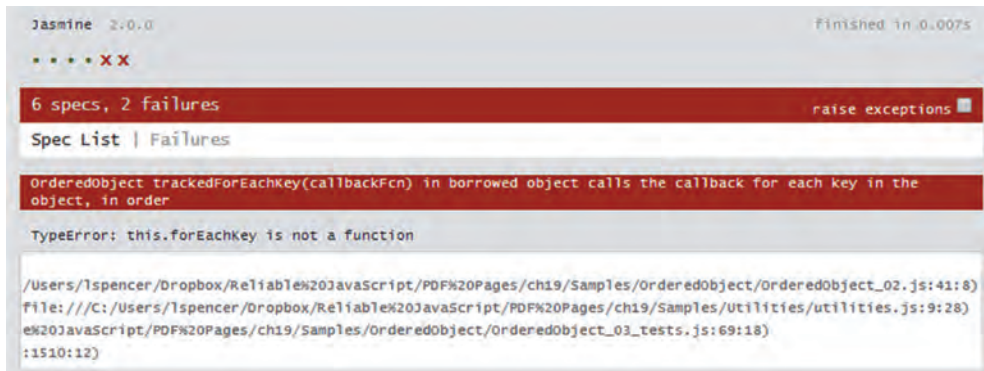 Jasmine 2.0.0
finished in 0.007s
• • • • X X
6 specs, 2 failures
raise exceptions
Spec List | Failures
OrderedObject trackedForEachKey(callbackFcn) in borrowed object calls the callback for each key in the
object, in order
TypeError: this.forEachKey is not a function
/Users/lspencer/Dropbox/Reliable%20JavaScript/PDF%20Pages/ch19/Samples/OrderedObject/OrderedObject_02.js:41:8)
file:///C:/Users/lspencer/Dropbox/Reliable%20JavaScript/PDF%20Pages/ch19/Samples/Utilities/utilities.js:9:28)
e%20JavaScript/PDF%20Pages/ch19/Samples/OrderedObject/OrderedObject_03_tests.js:69:18)
:1510:12)